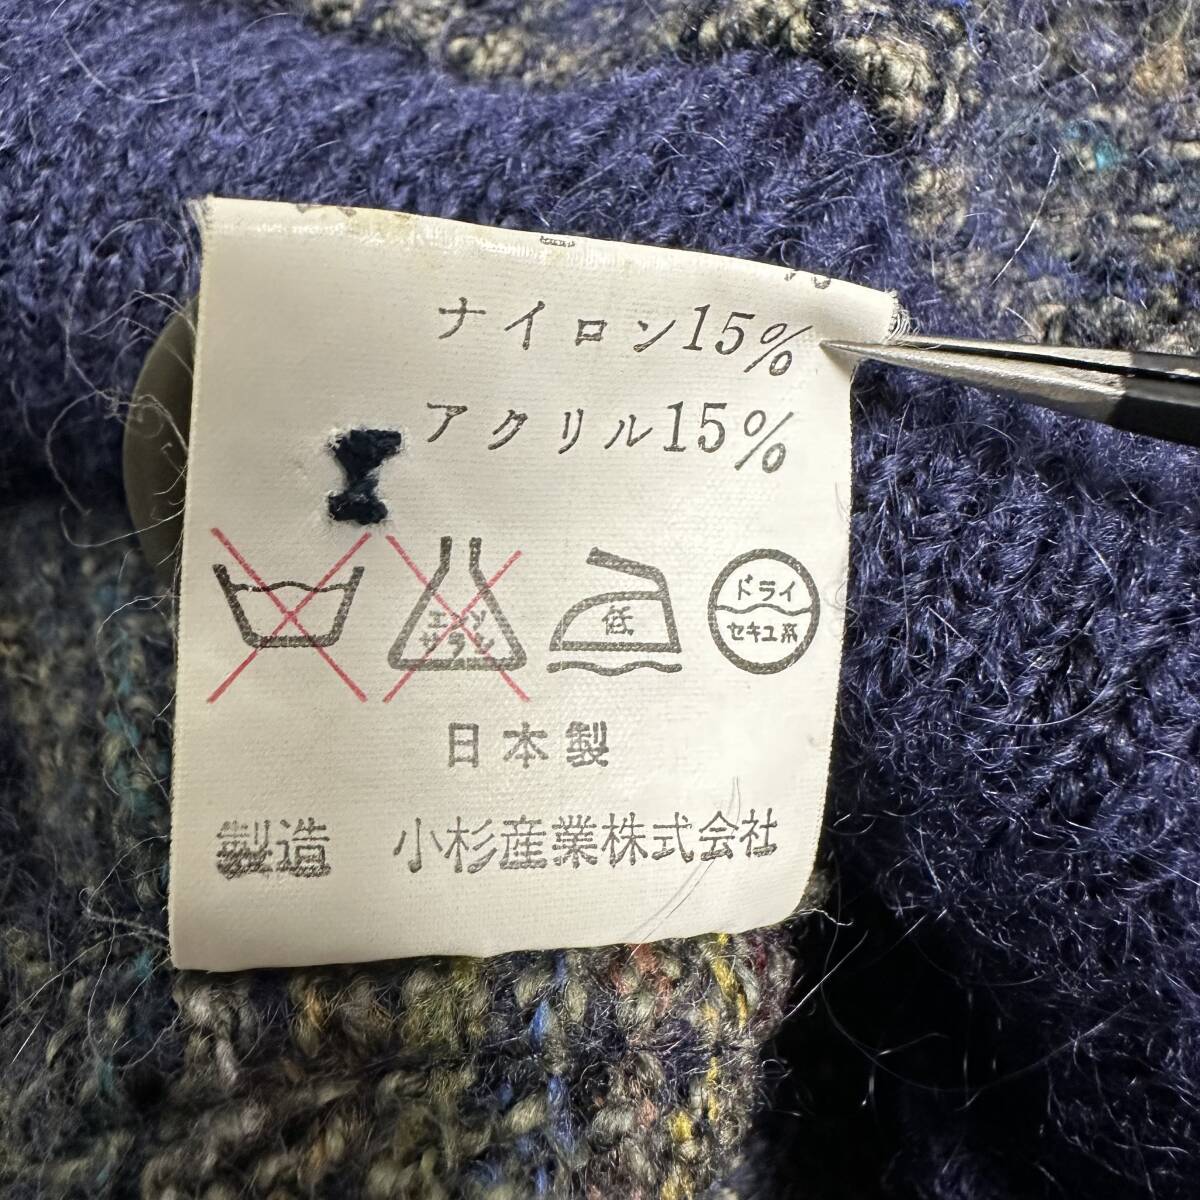 ナイロン15%
アクリル15%
エンソ
サラシ
低
ドライ
セキユ系
日本製
製造 小杉産業株式会社